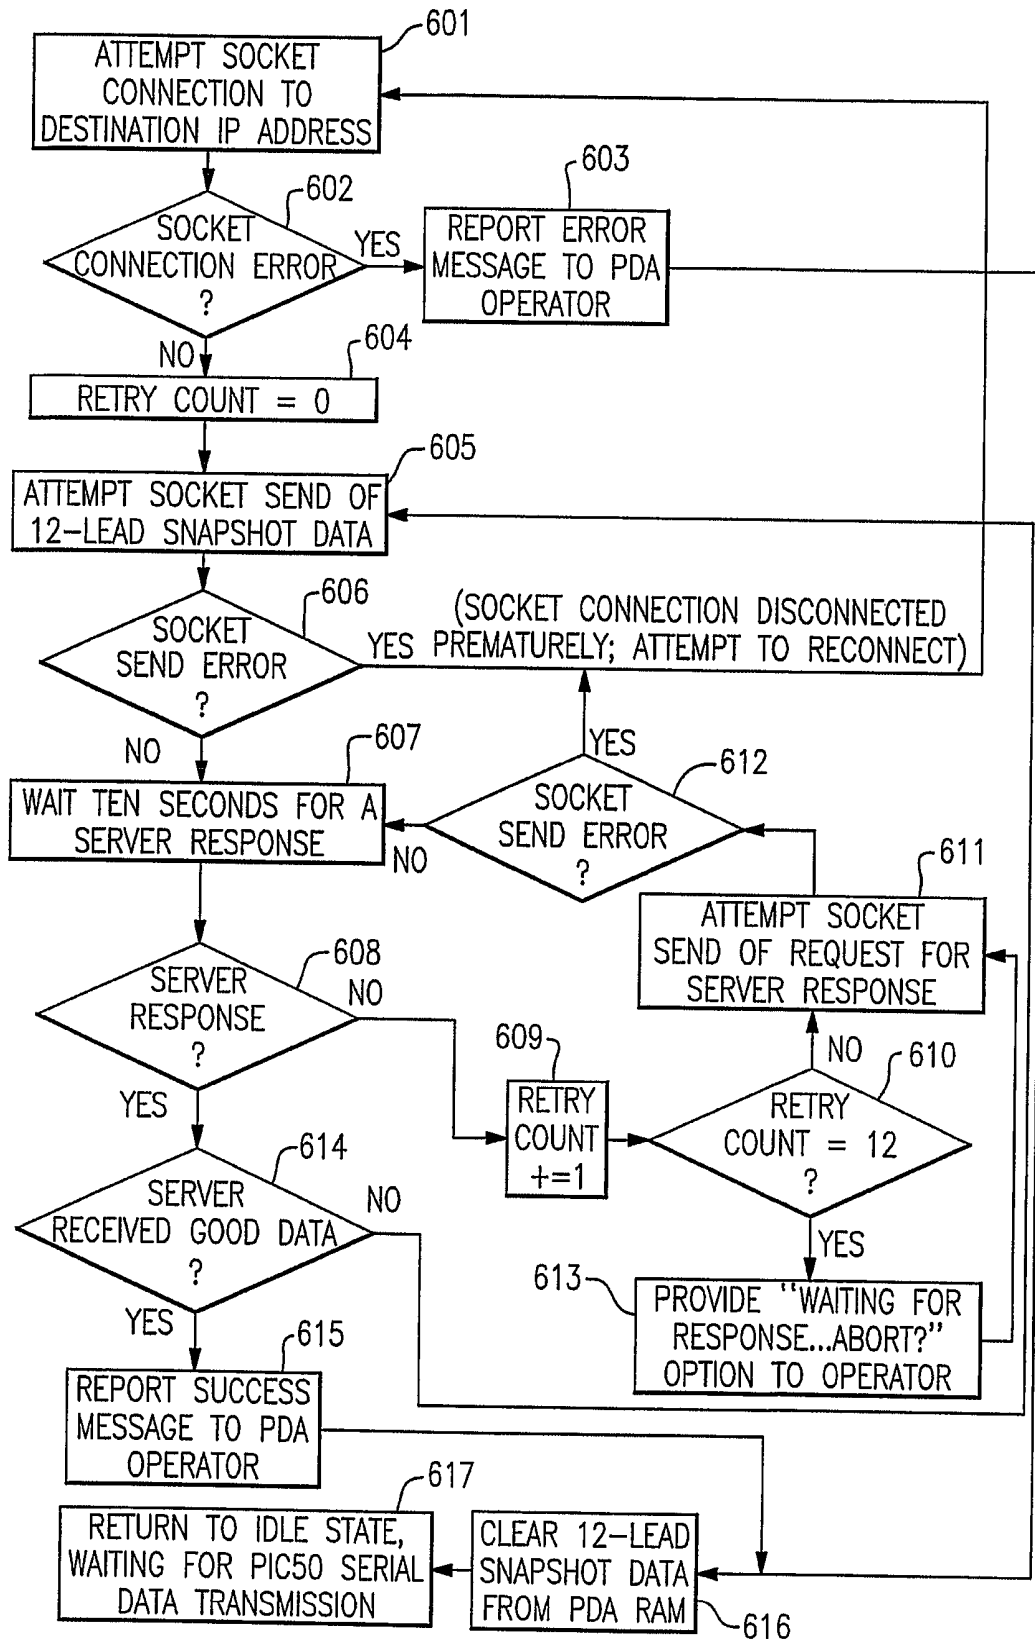 601
ATTEMPT SOCKET
CONNECTION TO
DESTINATION IP ADDRESS
602
SOCKET
CONNECTION ERROR
?
YES
603
REPORT ERROR
MESSAGE TO PDA
OPERATOR
NO
604
RETRY COUNT = 0
605
ATTEMPT SOCKET SEND OF
12-LEAD SNAPSHOT DATA
606
SOCKET
SEND ERROR
?
YES
(SOCKET CONNECTION DISCONNECTED
PREMATURELY; ATTEMPT TO RECONNECT)
NO
607
WAIT TEN SECONDS FOR A
SERVER RESPONSE
YES
612
SOCKET
SEND ERROR
?
NO
611
ATTEMPT SOCKET
SEND OF REQUEST FOR
SERVER RESPONSE
608
SERVER
RESPONSE
?
NO
609
RETRY
COUNT
+=1
NO
610
RETRY
COUNT = 12
?
YES
YES
613
PROVIDE "WAITING FOR
RESPONSE...ABORT?"
OPTION TO OPERATOR
614
SERVER
RECEIVED GOOD DATA
?
NO
YES
615
REPORT SUCCESS
MESSAGE TO PDA
OPERATOR
617
RETURN TO IDLE STATE,
WAITING FOR PIC50 SERIAL
DATA TRANSMISSION
CLEAR 12-LEAD
SNAPSHOT DATA
FROM PDA RAM
616